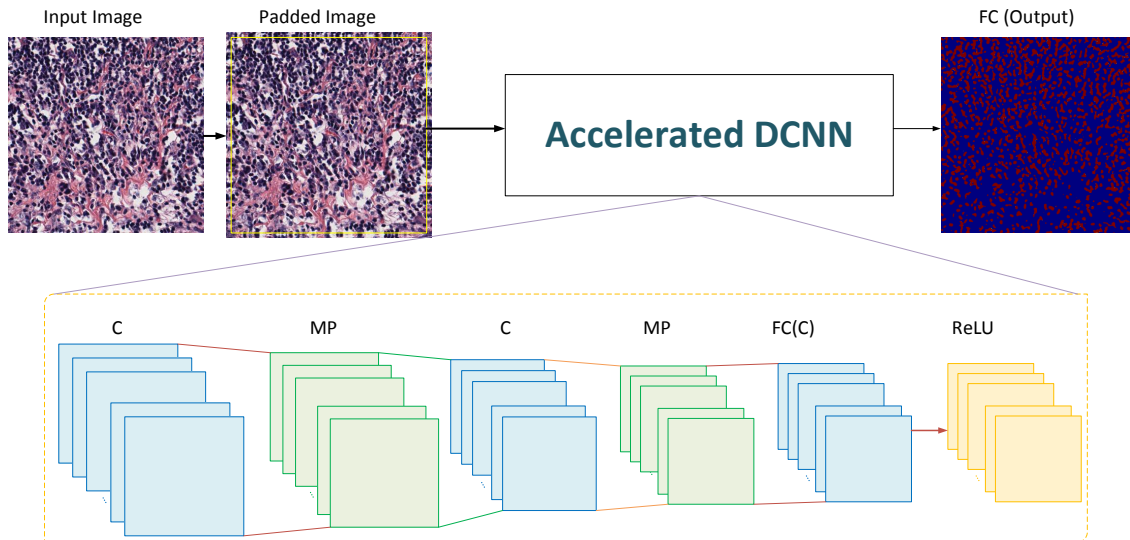 Input Image
Padded Image
FC (Output)
Accelerated DCNN
C
MP
C
MP
FC(C)
ReLU